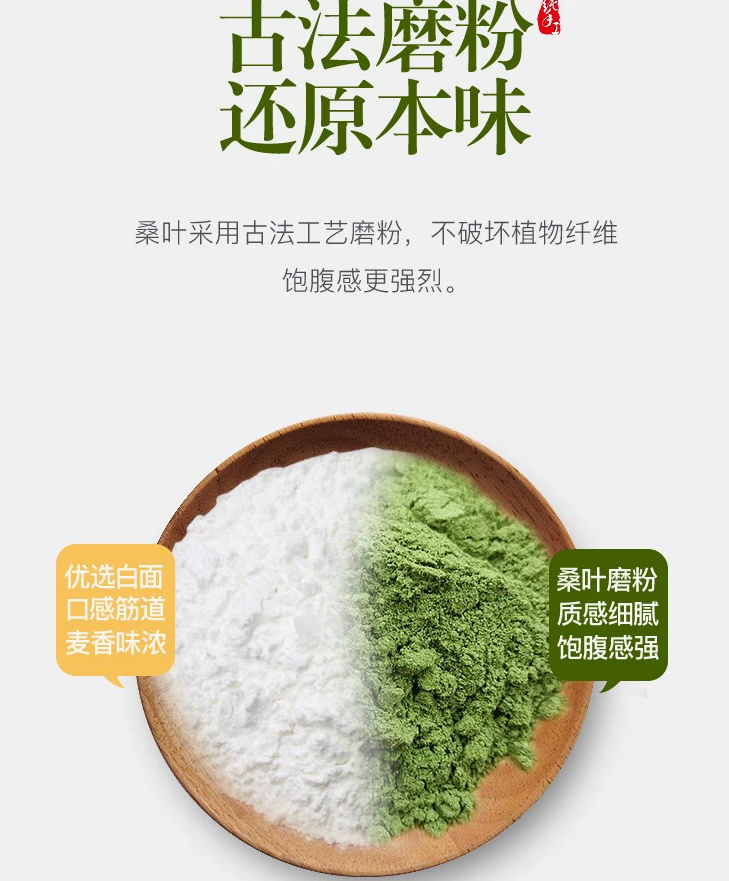 古法磨粉
还原本味
桑叶采用古法工艺磨粉，不破坏植物纤维
饱腹感更强烈。
优选白面
口感筋道
麦香味浓
桑叶磨粉
质感细腻
饱腹感强